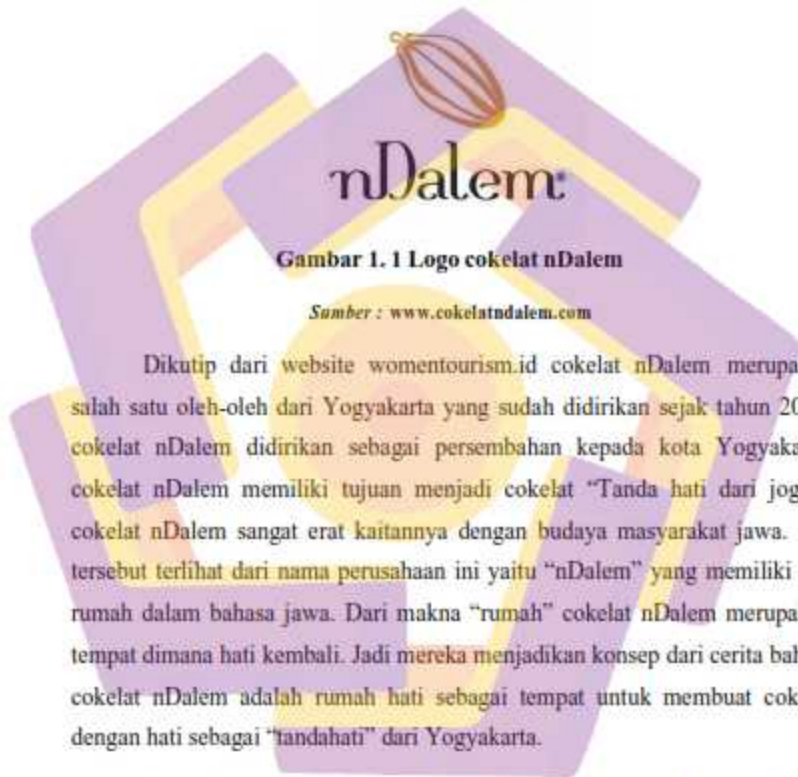 nDalem
Gambar 1. 1 Logo cokelat nDalem
Sumber : www.cokelatndalem.com
Dikutip dari website womentourism.id cokelat nDalem merupa
salah satu oleh-oleh dari Yogyakarta yang sudah didirikan sejak tahun 20
cokelat nDalem didirikan sebagai persembahan kepada kota Yogyaka
cokelat nDalem memiliki tujuan menjadi cokelat “Tanda hati dari jog
cokelat nDalem sangat erat kaitannya dengan budaya masyarakat jawa.
tersebut terlihat dari nama perusahaan ini yaitu “nDalem” yang memiliki
rumah dalam bahasa jawa. Dari makna “rumah” cokelat nDalem merupa
tempat dimana hati kembali. Jadi mereka menjadikan konsep dari cerita bah
cokelat nDalem adalah rumah hati sebagai tempat untuk membuat cok
dengan hati sebagai “tandahati” dari Yogyakarta.